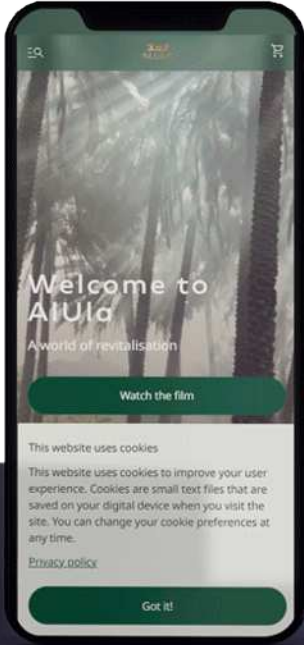 Welcome to
AlUla
A world of revitalisation
Watch the film
This website uses cookies
This website uses cookies to improve your user
experience. Cookies are small text files that are
saved on your digital device when you visit the
site. You can change your cookie preferences at
any time.
Privacy policy
Got it!